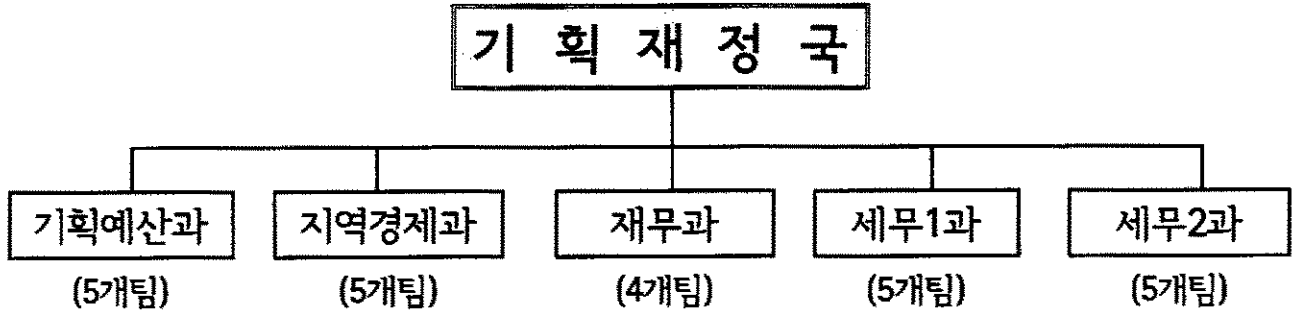 기 획 재 정 국
기획예산과 지역경제과 재무과 세무1과 세무2과
(5개팀) (5개팀) (4개팀) (5개팀) (5개팀)